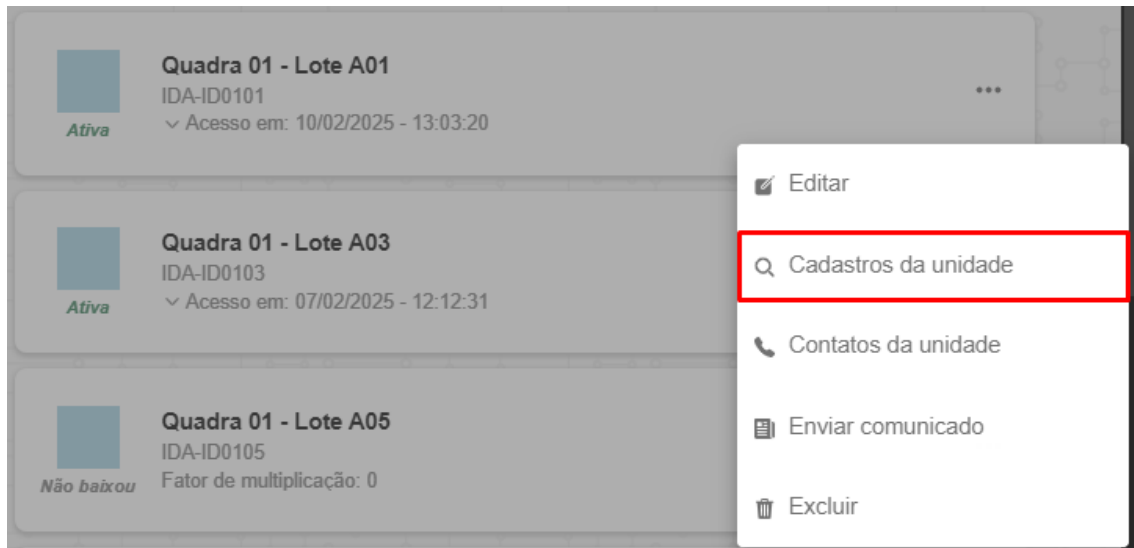 Quadra 01 - Lote A01
IDA-ID0101
Ativa
Acesso em: 10/02/2025 - 13:03:20
Quadra 01 - Lote A03
IDA-ID0103
Ativa
Acesso em: 07/02/2025 - 12:12:31
Quadra 01 - Lote A05
IDA-ID0105
Não baixou
Fator de multiplicação: 0
Editar
Cadastros da unidade
Contatos da unidade
Enviar comunicado
Excluir